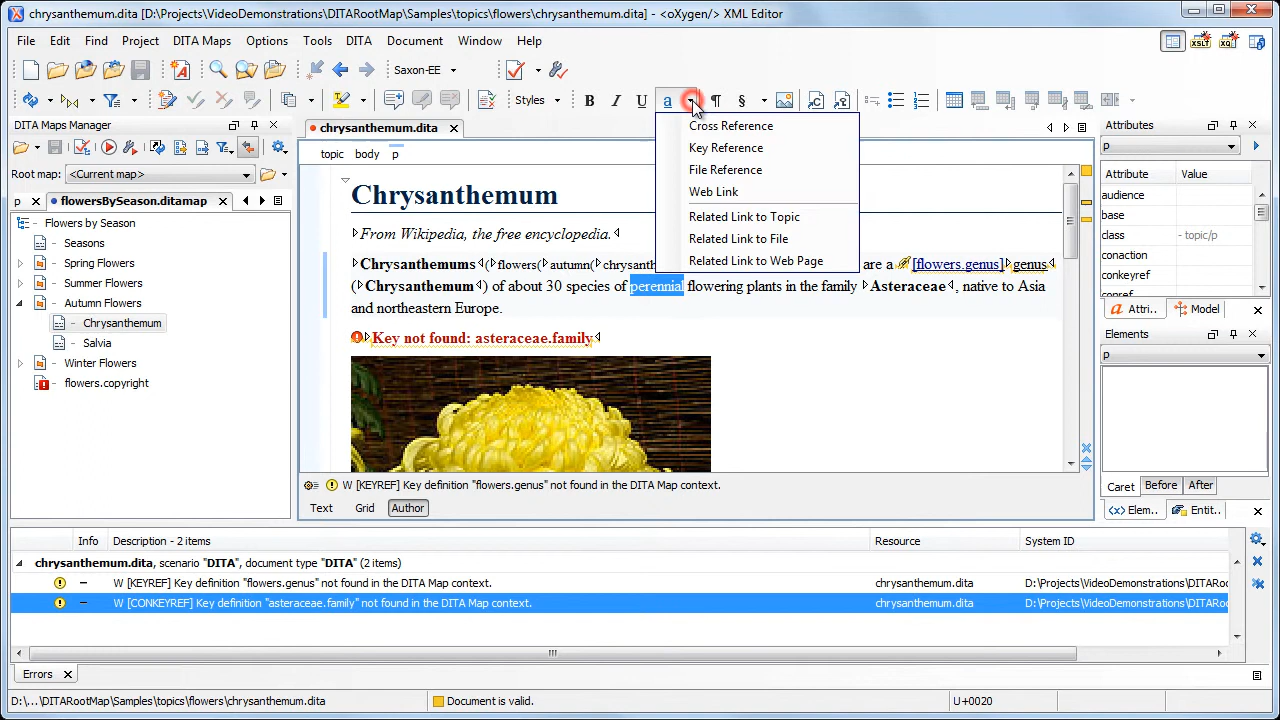 chrysanthemum.dita [D:\Projects\VideoDemonstrations\DITARootMap\Samples\topics\flowers\chrysanthemum.dita] - <oXygen/> XML Editor
File Edit Find Project DITA Maps Options Tools DITA Document Window Help
Saxon-EE
XSLT XQ
Styles B I U a ¶ §
DITA Maps Manager
Root map: <Current map>
p flowersBySeason.ditamap
Flowers by Season
Seasons
Spring Flowers
Summer Flowers
Autumn Flowers
Chrysanthemum
Salvia
Winter Flowers
flowers.copyright
chrysanthemum.dita
topic body p
Chrysanthemum
From Wikipedia, the free encyclopedia.
Chrysanthemums (flowers(autumn(chrysant are a [flowers.genus] genus
(Chrysanthemum) of about 30 species of perennial flowering plants in the family Asteraceae, native to Asia
and northeastern Europe.
Key not found: asteraceae.family
Cross Reference
Key Reference
File Reference
Web Link
Related Link to Topic
Related Link to File
Related Link to Web Page
W [KEYREF] Key definition "flowers.genus" not found in the DITA Map context.
Text Grid Author
Attributes
p
Attribute Value
audience
base
class - topic/p
conaction
conkeyref
conref
Attri.. Model
Elements
p
Caret Before After
Elem.. Entit..
Info Description - 2 items Resource System ID
chrysanthemum.dita, scenario "DITA", document type "DITA" (2 items)
W [KEYREF] Key definition "flowers.genus" not found in the DITA Map context. chrysanthemum.dita D:\Projects\VideoDemonstrations\DITARoo
W [CONKEYREF] Key definition "asteraceae.family" not found in the DITA Map context. chrysanthemum.dita D:\Projects\VideoDemonstrations\DITARoo
Errors
D:\...\DITARootMap\Samples\topics\flowers\chrysanthemum.dita Document is valid. U+0020